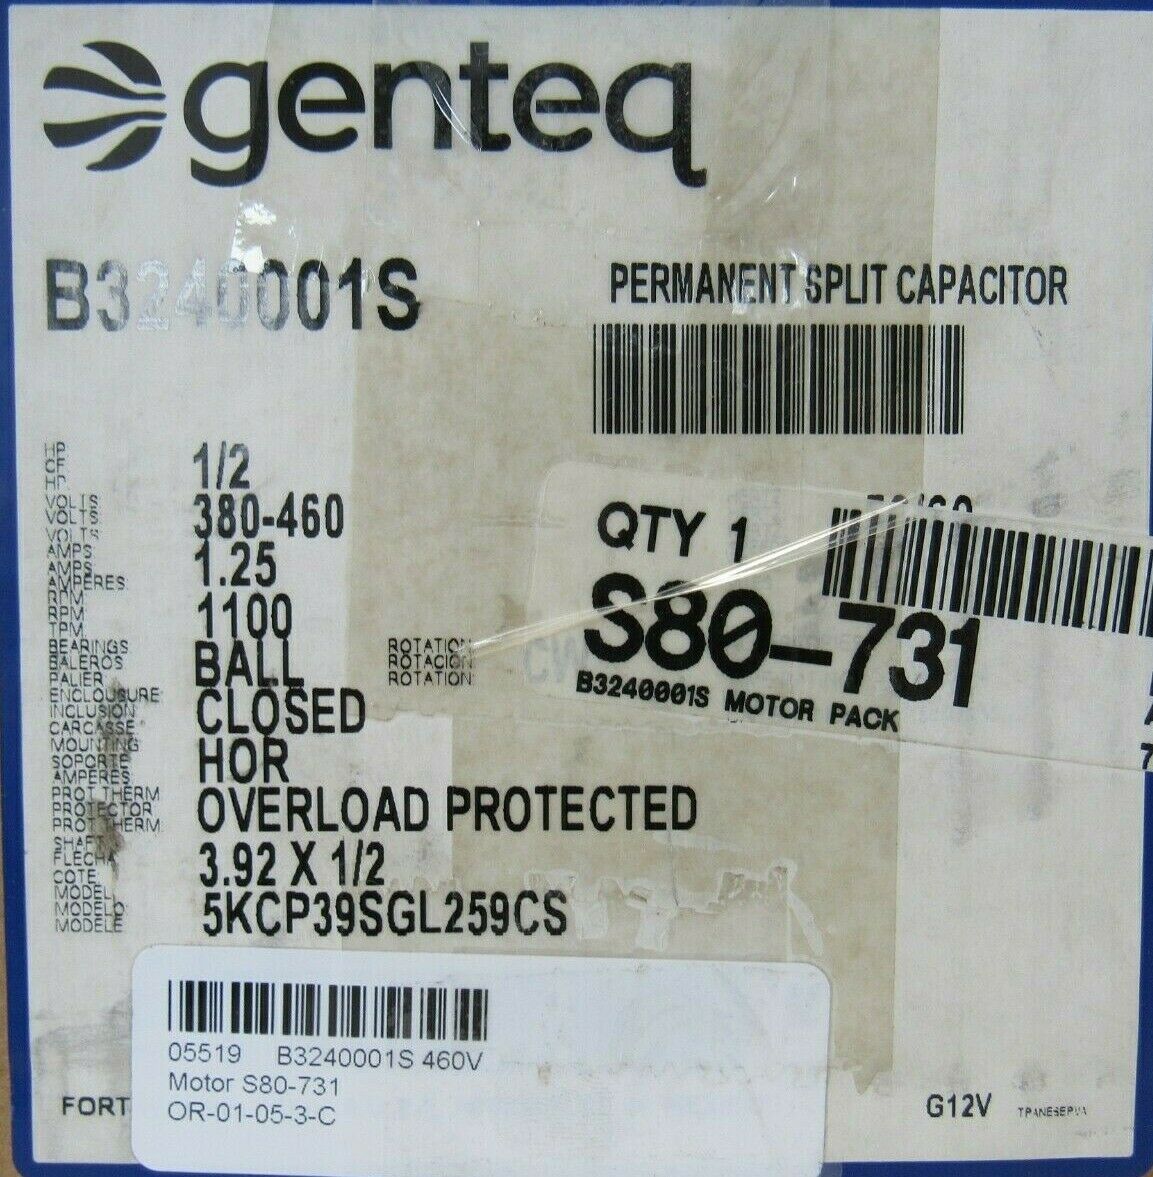 genteq
B3240001S
PERMANENT SPLIT CAPACITOR
HP
CF
HP
1/2
VOLTS
VOLTS
VOLTS
380-460
AMPS
AMPS
AMPERES
1.25
RPM
RPM
TPM
1100
BEARINGS
BALEROS
PALIER
BALL
ROTATION
ROTACION
ROTATION
CW
ENCLOUSURE
INCLUSION
CARCASSE
CLOSED
MOUNTING
SOPORTE
AMPERES
HOR
PROT THERM
PROTECTOR
PROT THERM
OVERLOAD PROTECTED
SHAFT
FLECHA
COTE
3.92 X 1/2
MODEL
MODELO
MODELE
5KCP39SGL259CS
QTY 1
S80-731
B3240001S MOTOR PACK
05519 B3240001S 460V
Motor S80-731
OR-01-05-3-C
FORT
G12V